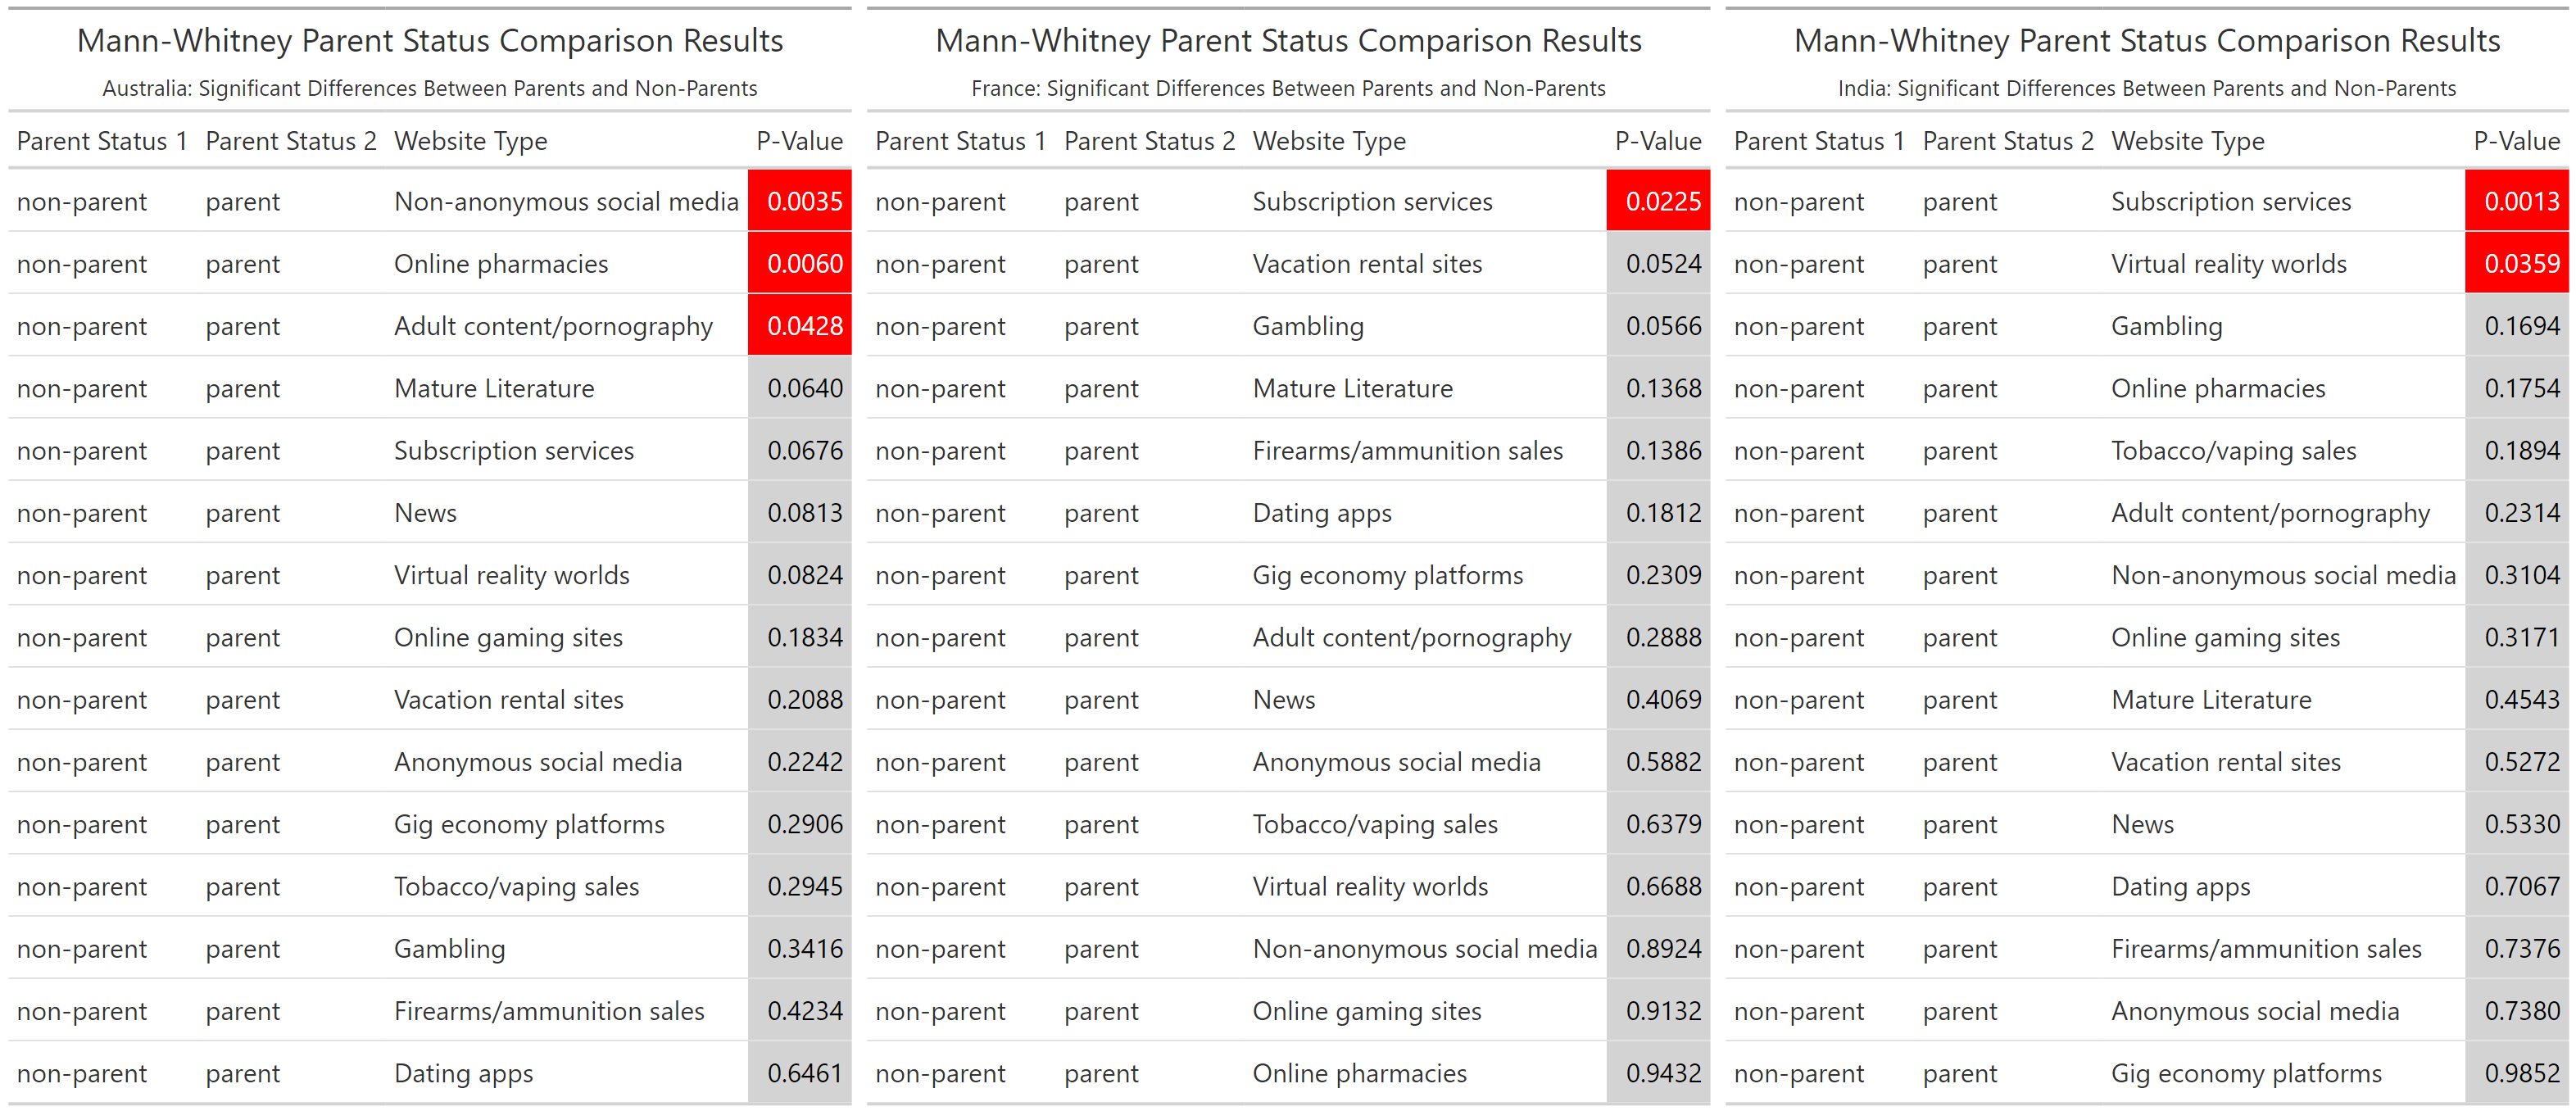 Mann-Whitney Parent Status Comparison Results
Australia: Significant Differences Between Parents and Non-Parents
Parent Status 1 Parent Status 2 Website Type P-Value
non-parent parent Non-anonymous social media 0.0035
non-parent parent Online pharmacies 0.0060
non-parent parent Adult content/pornography 0.0428
non-parent parent Mature Literature 0.0640
non-parent parent Subscription services 0.0676
non-parent parent News 0.0813
non-parent parent Virtual reality worlds 0.0824
non-parent parent Online gaming sites 0.1834
non-parent parent Vacation rental sites 0.2088
non-parent parent Anonymous social media 0.2242
non-parent parent Gig economy platforms 0.2906
non-parent parent Tobacco/vaping sales 0.2945
non-parent parent Gambling 0.3416
non-parent parent Firearms/ammunition sales 0.4234
non-parent parent Dating apps 0.6461
Mann-Whitney Parent Status Comparison Results
France: Significant Differences Between Parents and Non-Parents
Parent Status 1 Parent Status 2 Website Type P-Value
non-parent parent Subscription services 0.0225
non-parent parent Vacation rental sites 0.0524
non-parent parent Gambling 0.0566
non-parent parent Mature Literature 0.1368
non-parent parent Firearms/ammunition sales 0.1386
non-parent parent Dating apps 0.1812
non-parent parent Gig economy platforms 0.2309
non-parent parent Adult content/pornography 0.2888
non-parent parent News 0.4069
non-parent parent Anonymous social media 0.5882
non-parent parent Tobacco/vaping sales 0.6379
non-parent parent Virtual reality worlds 0.6688
non-parent parent Non-anonymous social media 0.8924
non-parent parent Online gaming sites 0.9132
non-parent parent Online pharmacies 0.9432
Mann-Whitney Parent Status Comparison Results
India: Significant Differences Between Parents and Non-Parents
Parent Status 1 Parent Status 2 Website Type P-Value
non-parent parent Subscription services 0.0013
non-parent parent Virtual reality worlds 0.0359
non-parent parent Gambling 0.1694
non-parent parent Online pharmacies 0.1754
non-parent parent Tobacco/vaping sales 0.1894
non-parent parent Adult content/pornography 0.2314
non-parent parent Non-anonymous social media 0.3104
non-parent parent Online gaming sites 0.3171
non-parent parent Mature Literature 0.4543
non-parent parent Vacation rental sites 0.5272
non-parent parent News 0.5330
non-parent parent Dating apps 0.7067
non-parent parent Firearms/ammunition sales 0.7376
non-parent parent Anonymous social media 0.7380
non-parent parent Gig economy platforms 0.9852